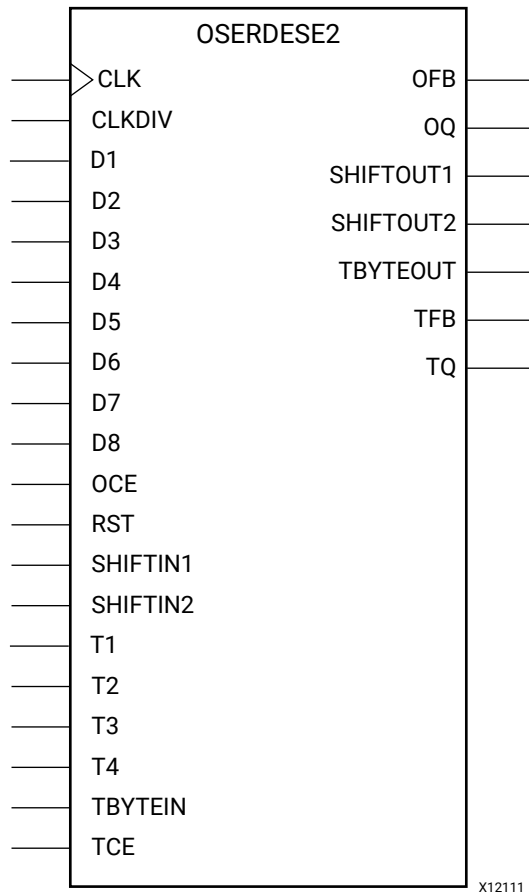 OSERDESE2
CLK
CLKDIV
D1
D2
D3
D4
D5
D6
D7
D8
OCE
RST
SHIFTIN1
SHIFTIN2
T1
T2
T3
T4
TBYTEIN
TCE
OFB
OQ
SHIFTOUT1
SHIFTOUT2
TBYTEOUT
TFB
TQ
X12111